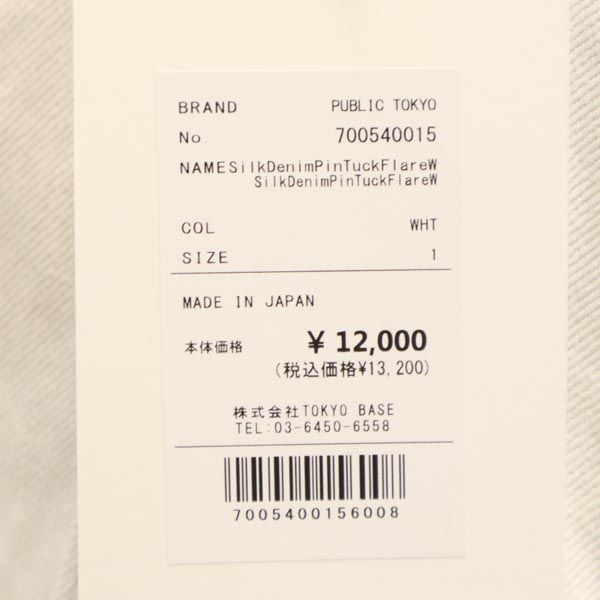 BRAND PUBLIC TOKYO
No. 700540015
NAMESilkDenimPinTuckFlareW
SilkDenimPinTuckFlareW
COL WHT
SIZE 1
MADE IN JAPAN
本体価格 ¥ 12,000
(税込価格¥13,200)
株式会社TOKYO BASE
TEL:03-6450-6558
7005400156008